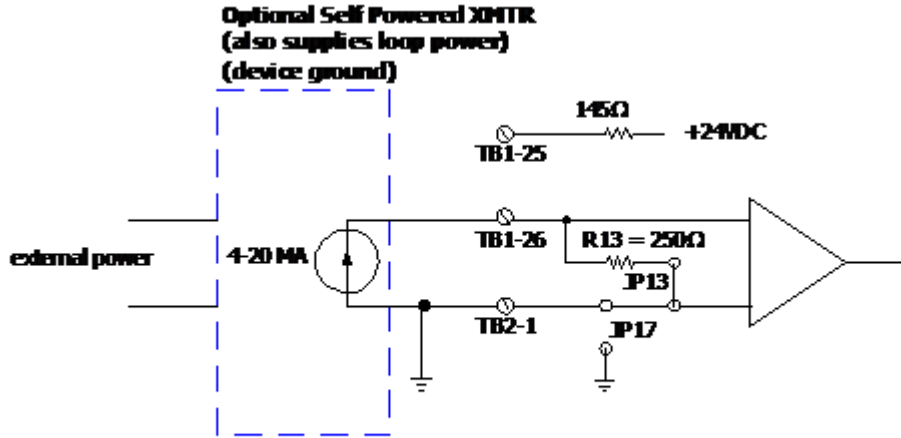 Optional Self Powered XMTR
(also supplies loop power)
(device ground)
145Ω
+24VDC
TB1-25
TB1-26
R13 = 250Ω
external power
4-20 MA
JP13
TB2-1
JP17